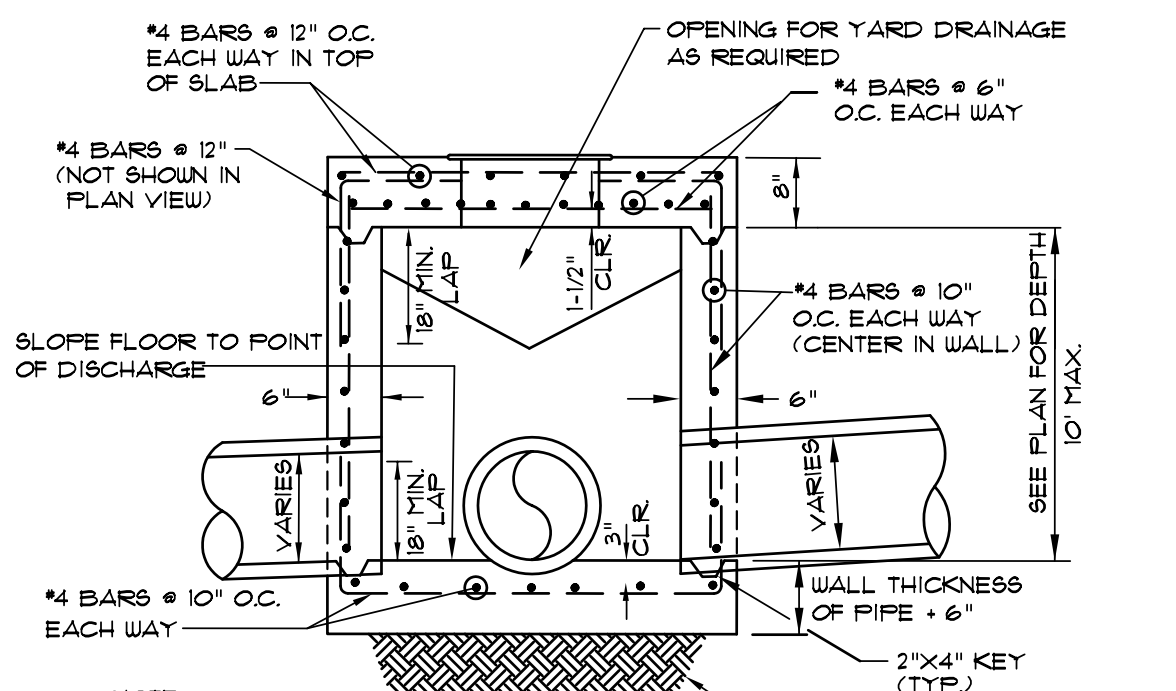 #4 BARS @ 12" O.C.
EACH WAY IN TOP
OF SLAB
OPENING FOR YARD DRAINAGE
AS REQUIRED
#4 BARS @ 6"
O.C. EACH WAY
#4 BARS @ 12"
(NOT SHOWN IN
PLAN VIEW)
8"
18" MIN.
LAP
1-1/2"
CLR.
#4 BARS @ 10"
O.C. EACH WAY
(CENTER IN WALL)
SEE PLAN FOR DEPTH
10' MAX.
SLOPE FLOOR TO POINT
OF DISCHARGE
6"
6"
VARIES
18" MIN.
LAP
3"
CLR.
VARIES
#4 BARS @ 10" O.C.
EACH WAY
WALL THICKNESS
OF PIPE + 6"
2"X4" KEY
(TYP.)